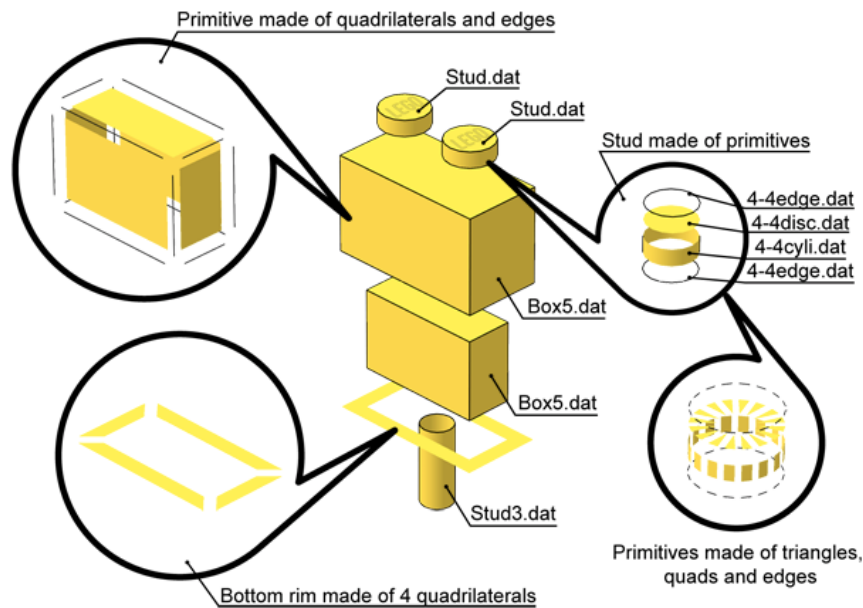 Primitive made of quadrilaterals and edges
Stud.dat
Stud.dat
LEGO
LEGO
Stud made of primitives
4-4edge.dat
4-4disc.dat
4-4cyli.dat
4-4edge.dat
Box5.dat
Box5.dat
Stud3.dat
Primitives made of triangles,
quads and edges
Bottom rim made of 4 quadrilaterals